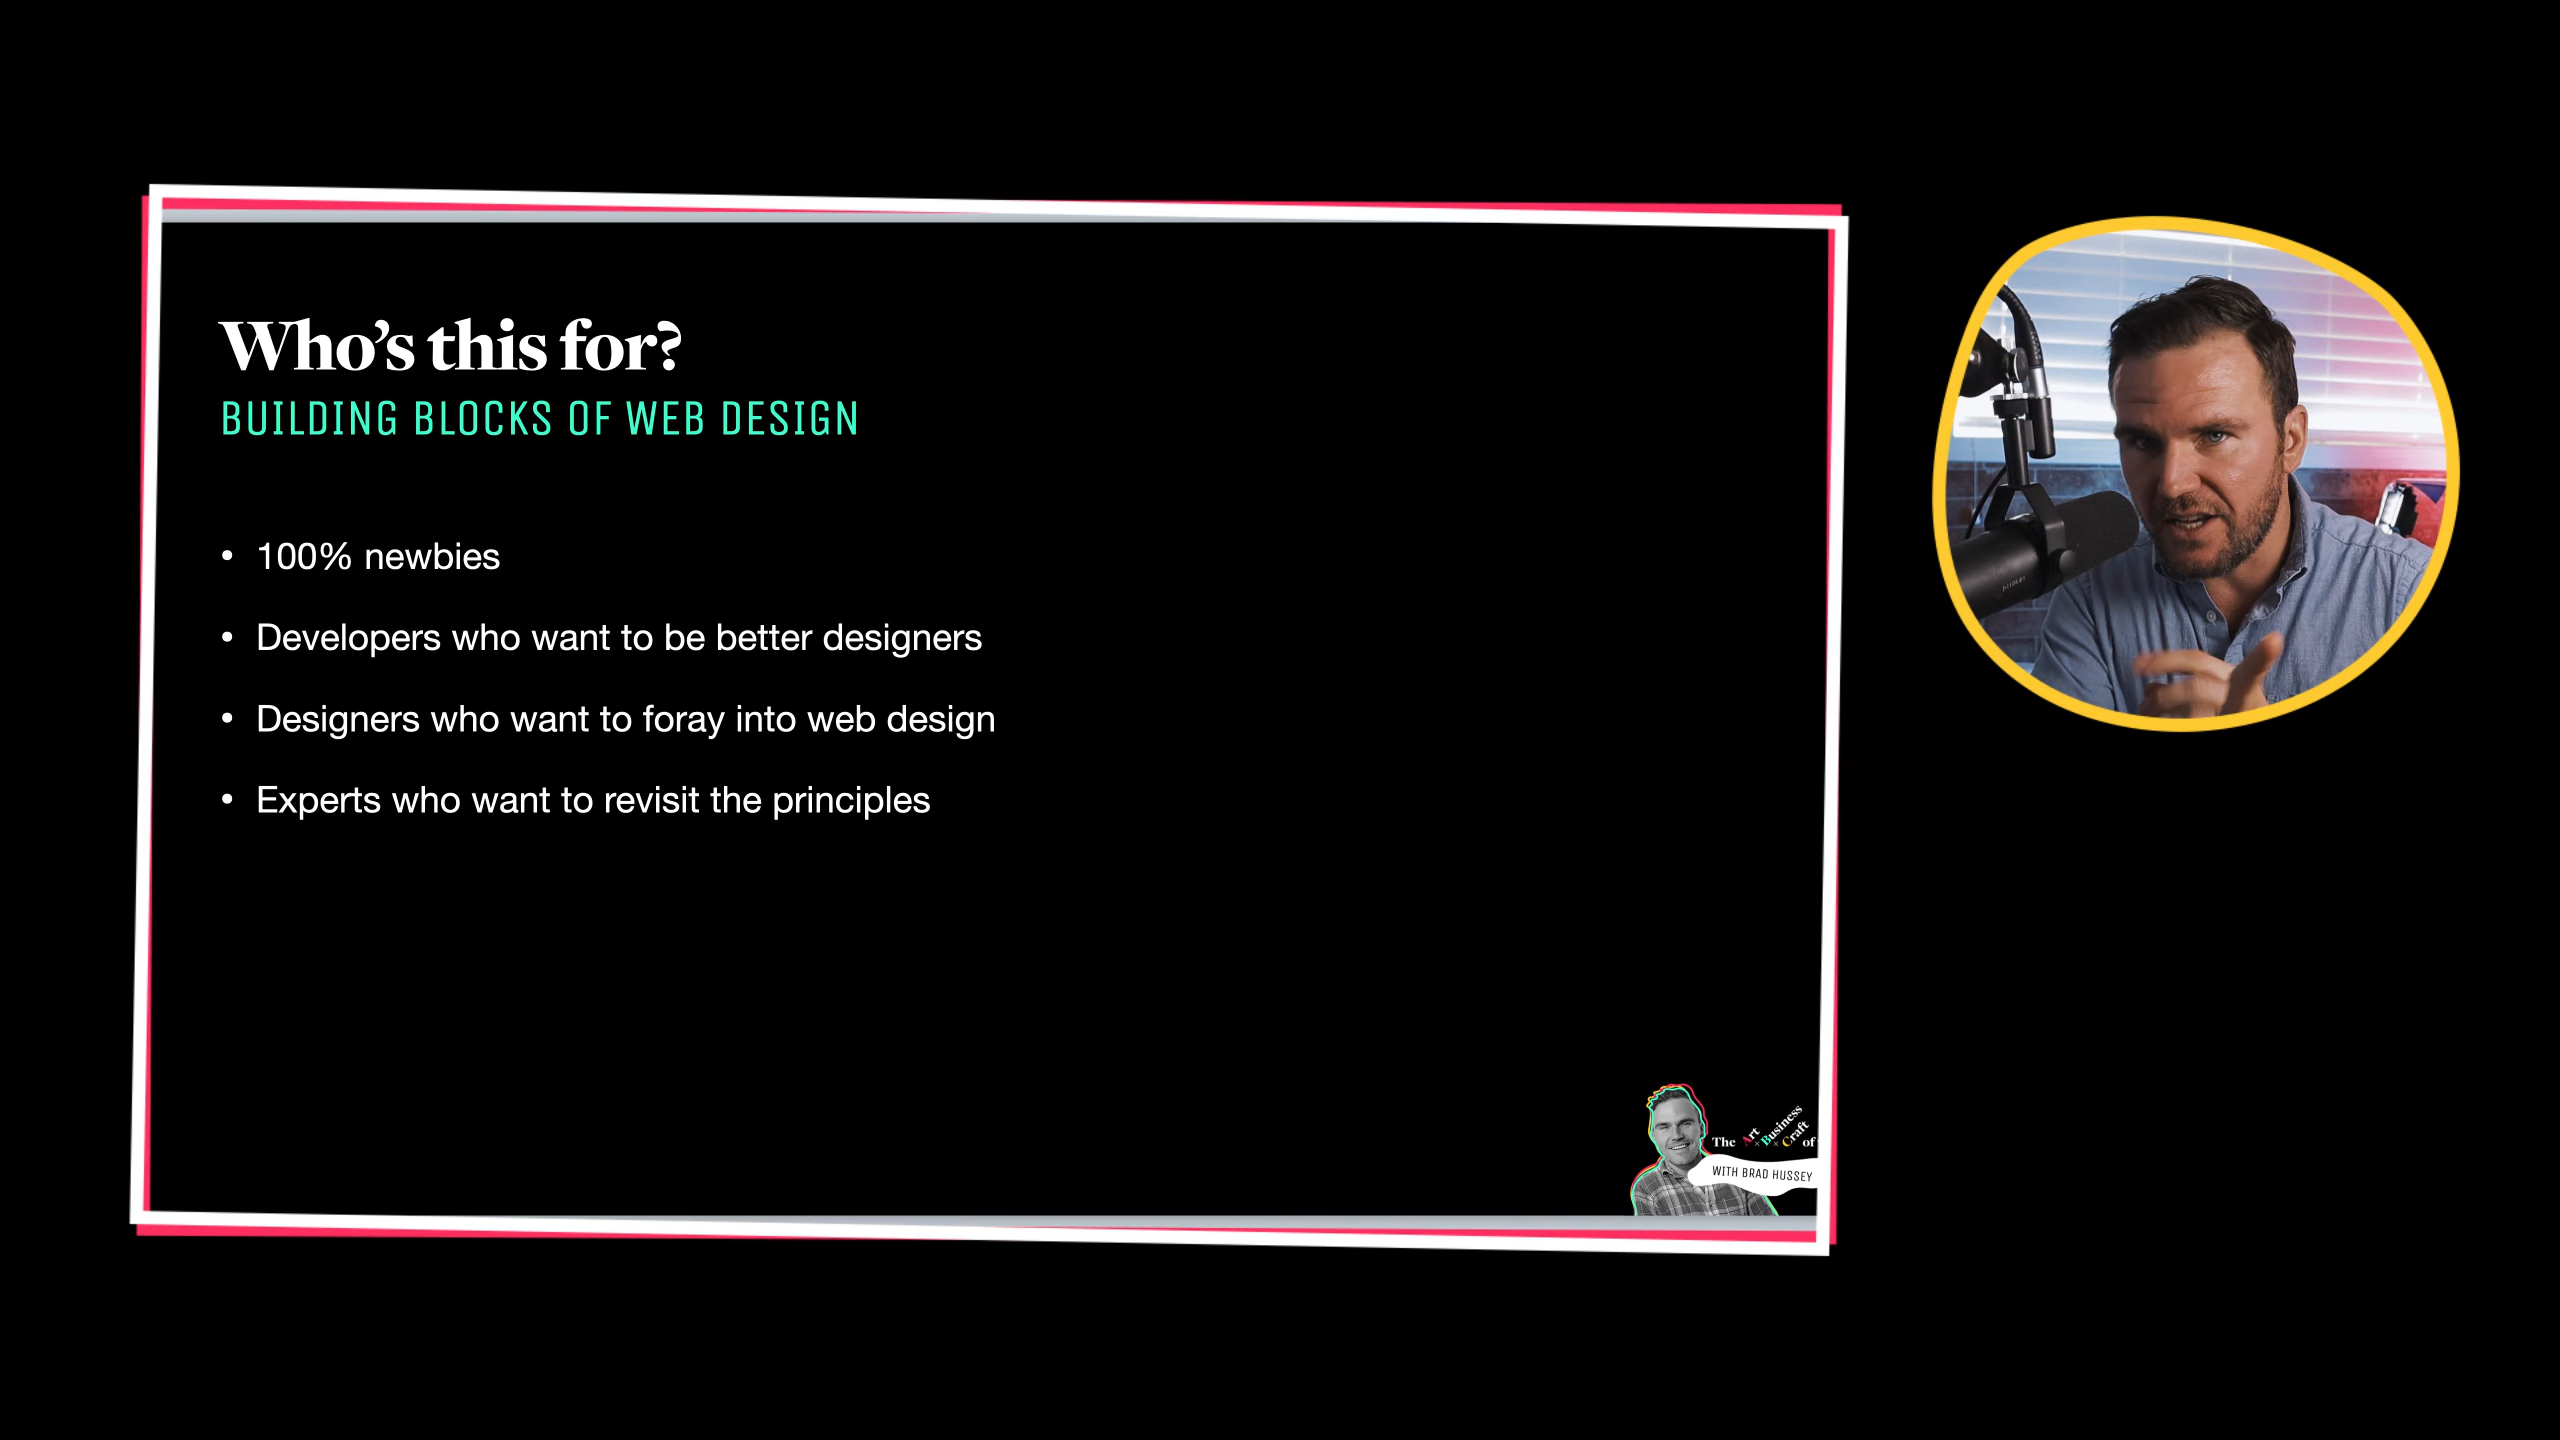 Who's this for?
BUILDING BLOCKS OF WEB DESIGN
• 100% newbies
• Developers who want to be better designers
• Designers who want to foray into web design
• Experts who want to revisit the principles
The Art × Business × Craft of
WITH BRAD HUSSEY